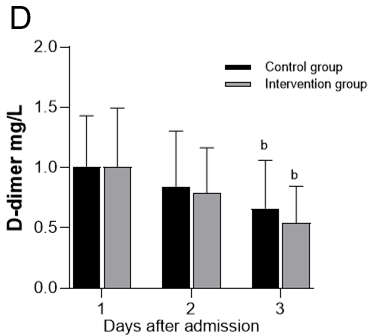 D
2.0
1.5
1.0
0.5
0.0
D-dimer mg/L
Control group
Intervention group
b
b
1 2 3
Days after admission